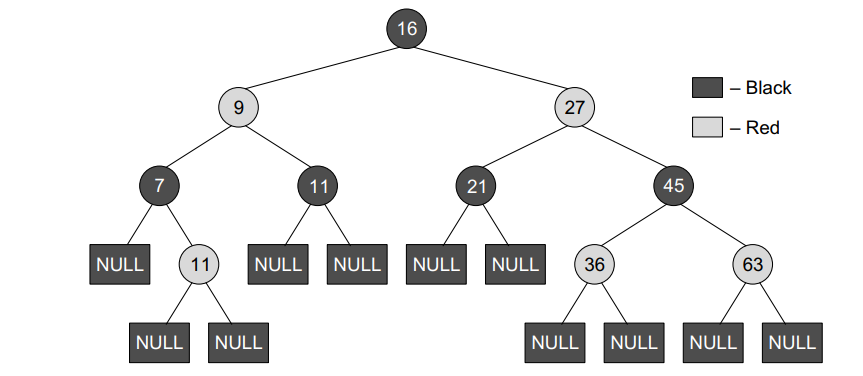 16
9 27
– Black
– Red
7 11 21 45
NULL 11 NULL NULL NULL NULL 36 63
NULL NULL NULL NULL NULL NULL